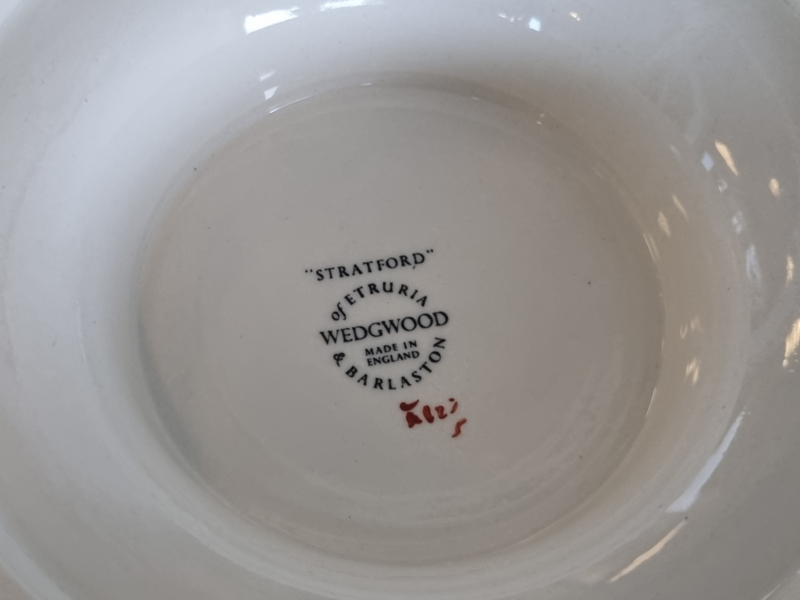 "STRATFORD"
of ETRURIA
WEDGWOOD
MADE IN
ENGLAND
& BARLASTON